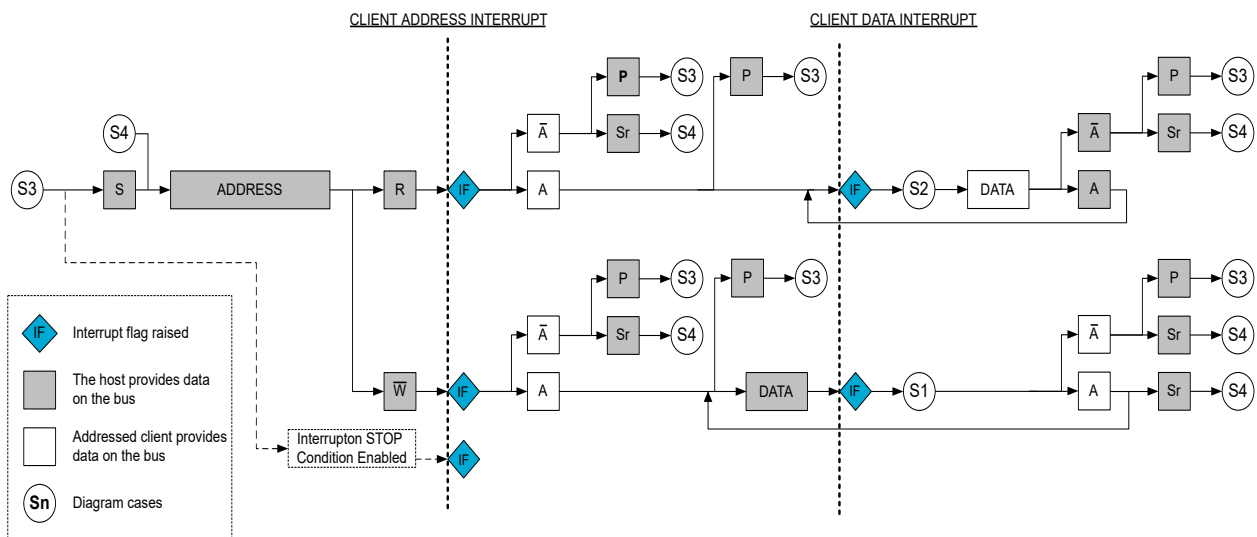 CLIENT ADDRESS INTERRUPT
CLIENT DATA INTERRUPT
P S3 P S3 P S3
S4 A̅ Sr S4 A̅ Sr S4
S3 S ADDRESS R IF A IF S2 DATA A
P S3 P S3 P S3
A̅ Sr S4 A̅ Sr S4
W̅ IF A DATA IF S1 A Sr S4
Interrupton STOP
Condition Enabled
IF
IF Interrupt flag raised
The host provides data
on the bus
Addressed client provides
data on the bus
Sn Diagram cases